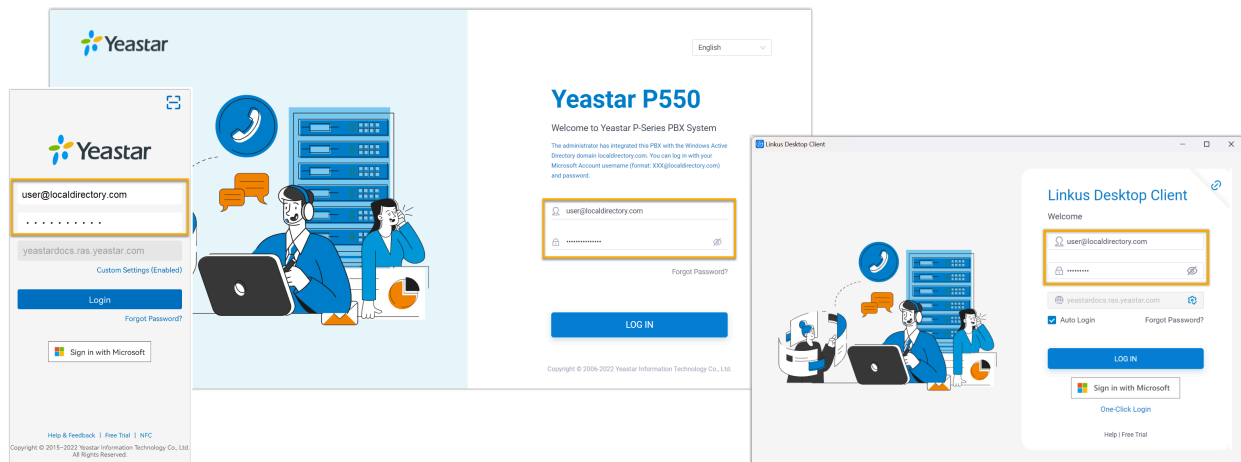 Yeastar
user@localdirectory.com
. . . . . . . . . .
yeastardocs.ras.yeastar.com
Custom Settings (Enabled)
Login
Forgot Password?
Sign in with Microsoft
Help & Feedback | Free Trial | NFC
Copyright © 2015–2022 Yeastar Information Technology Co., Ltd.
All Rights Reserved.
Yeastar
English
Yeastar P550
Welcome to Yeastar P-Series PBX System
The administrator has integrated this PBX with the Windows Active
Directory domain localdirectory.com. You can log in with your
Microsoft Account username (format: XXX@localdirectory.com)
and password.
user@localdirectory.com
···············
Forgot Password?
LOG IN
Copyright © 2006-2022 Yeastar Information Technology Co., Ltd.
Linkus Desktop Client
Linkus Desktop Client
Welcome
user@localdirectory.com
·········
yeastardocs.ras.yeastar.com
Auto Login Forgot Password?
LOG IN
Sign in with Microsoft
One-Click Login
Help | Free Trial